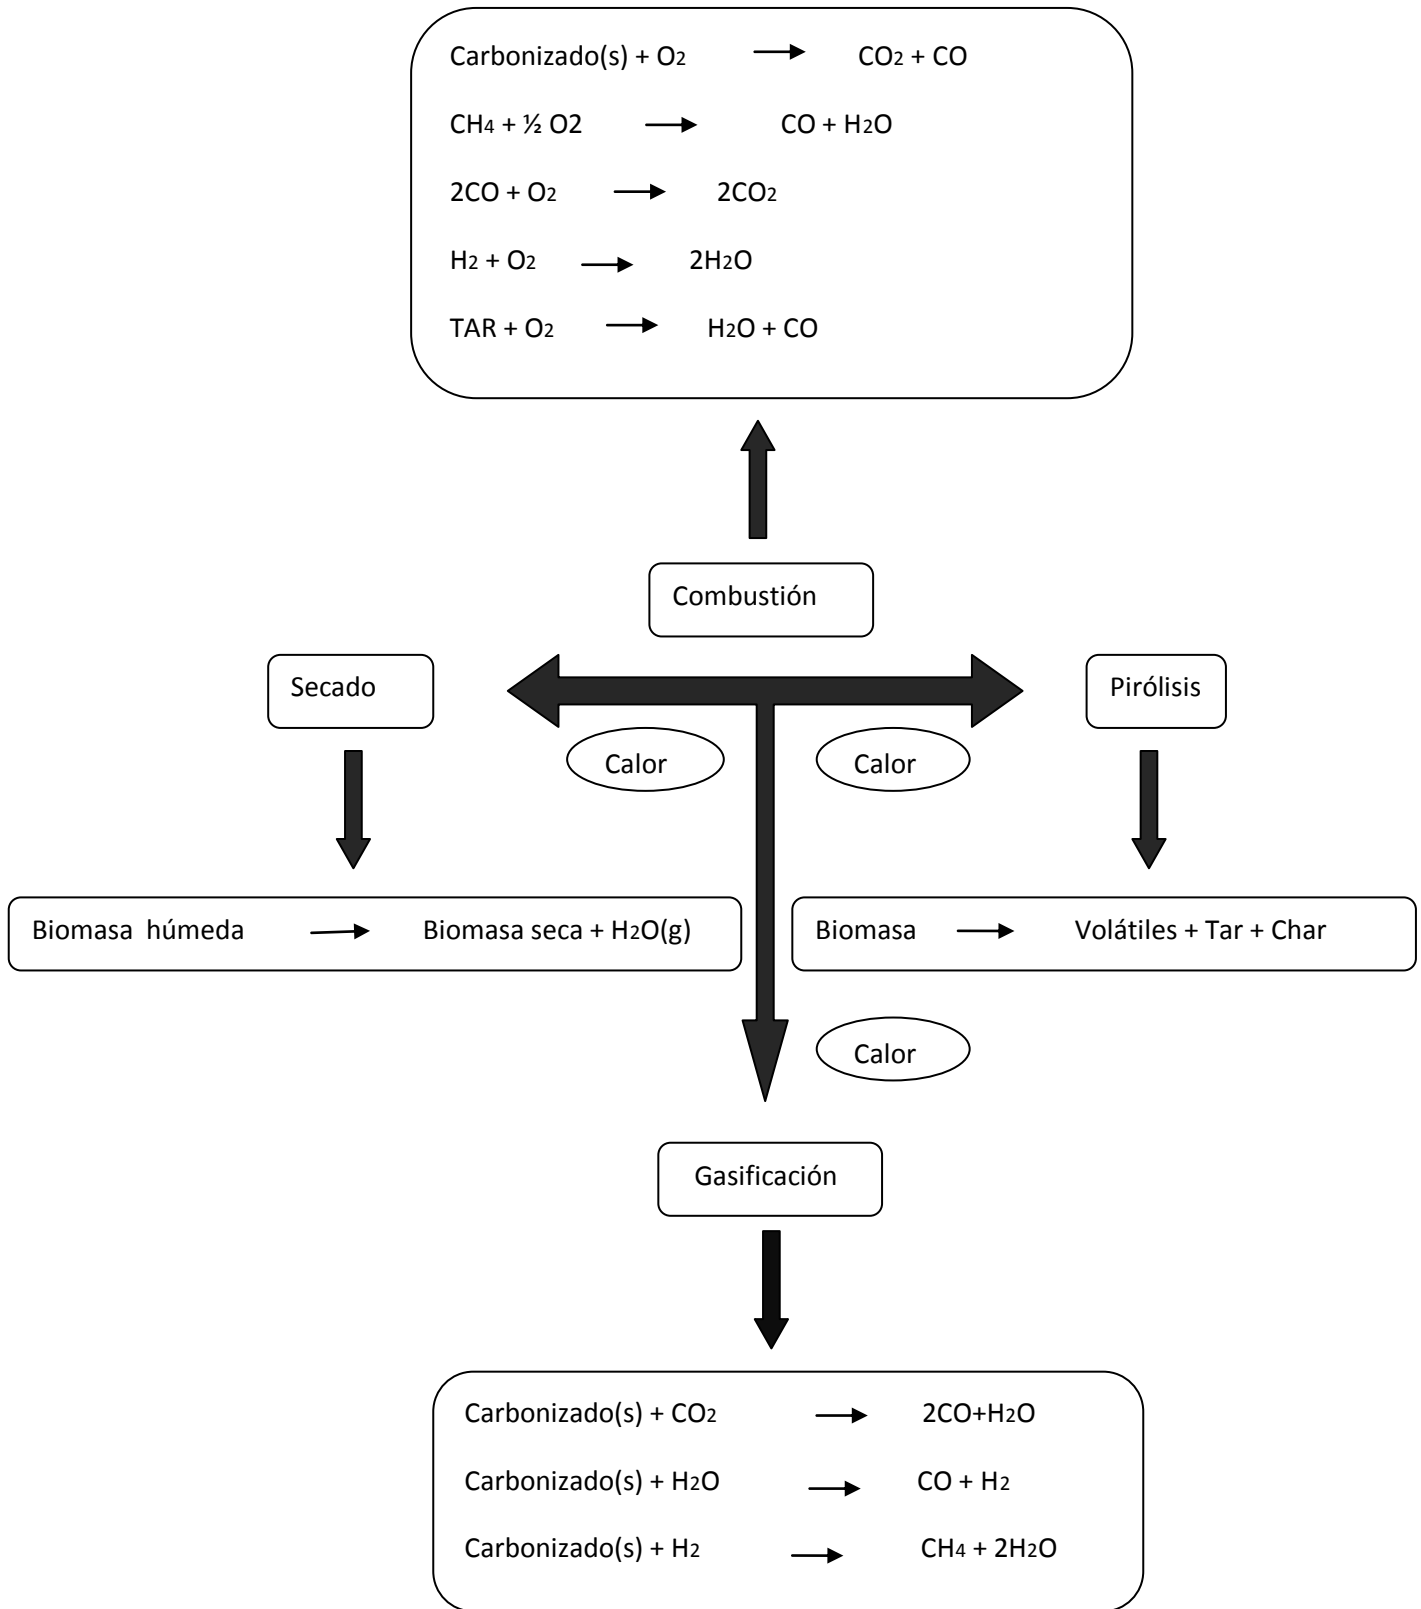 Carbonizado(s) + O2 → CO2 + CO
CH4 + ½ O2 → CO + H2O
2CO + O2 → 2CO2
H2 + O2 → 2H2O
TAR + O2 → H2O + CO
Combustión
Secado
Pirólisis
Calor
Calor
Biomasa húmeda → Biomasa seca + H2O(g)
Biomasa → Volátiles + Tar + Char
Calor
Gasificación
Carbonizado(s) + CO2 → 2CO+H2O
Carbonizado(s) + H2O → CO + H2
Carbonizado(s) + H2 → CH4 + 2H2O